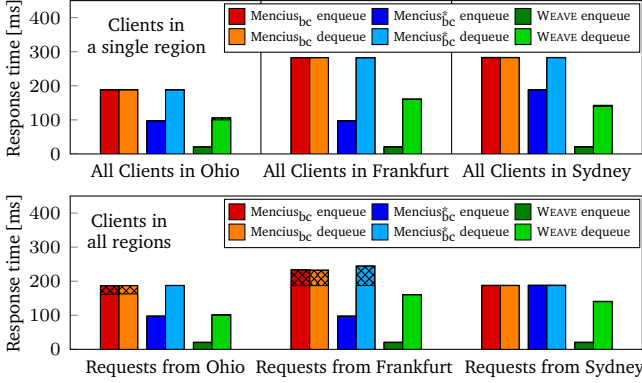 Response time [ms]
400
300
200
100
0
Clients in
a single region
Mencius_bc enqueue
Mencius*_bc enqueue
WEAVE enqueue
Mencius_bc dequeue
Mencius*_bc dequeue
WEAVE dequeue
All Clients in Ohio
All Clients in Frankfurt
All Clients in Sydney
Response time [ms]
400
300
200
100
0
Clients in
all regions
Mencius_bc enqueue
Mencius*_bc enqueue
WEAVE enqueue
Mencius_bc dequeue
Mencius*_bc dequeue
WEAVE dequeue
Requests from Ohio
Requests from Frankfurt
Requests from Sydney